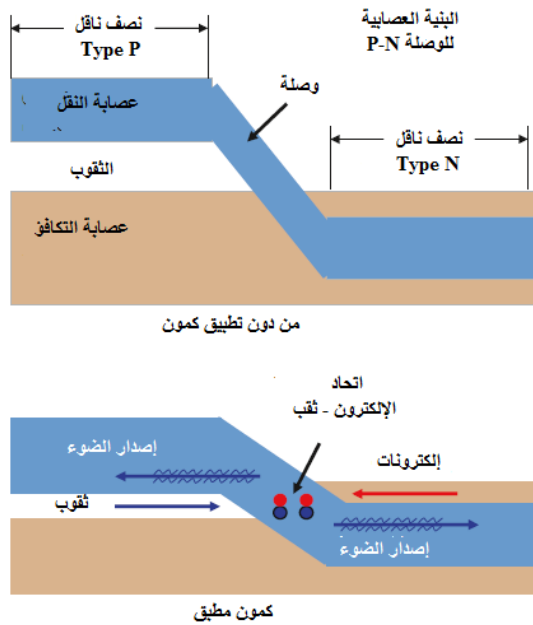 البنية العصابية
للوصلة P-N
نصف ناقل
Type P
وصلة
عصابة النقل
نصف ناقل
Type N
الثقوب
عصابة التكافؤ
من دون تطبيق كمون
اتحاد
الإلكترون - ثقب
إصدار الضوء
إلكترونات
ثقوب
إصدار الضوء
كمون مطبق